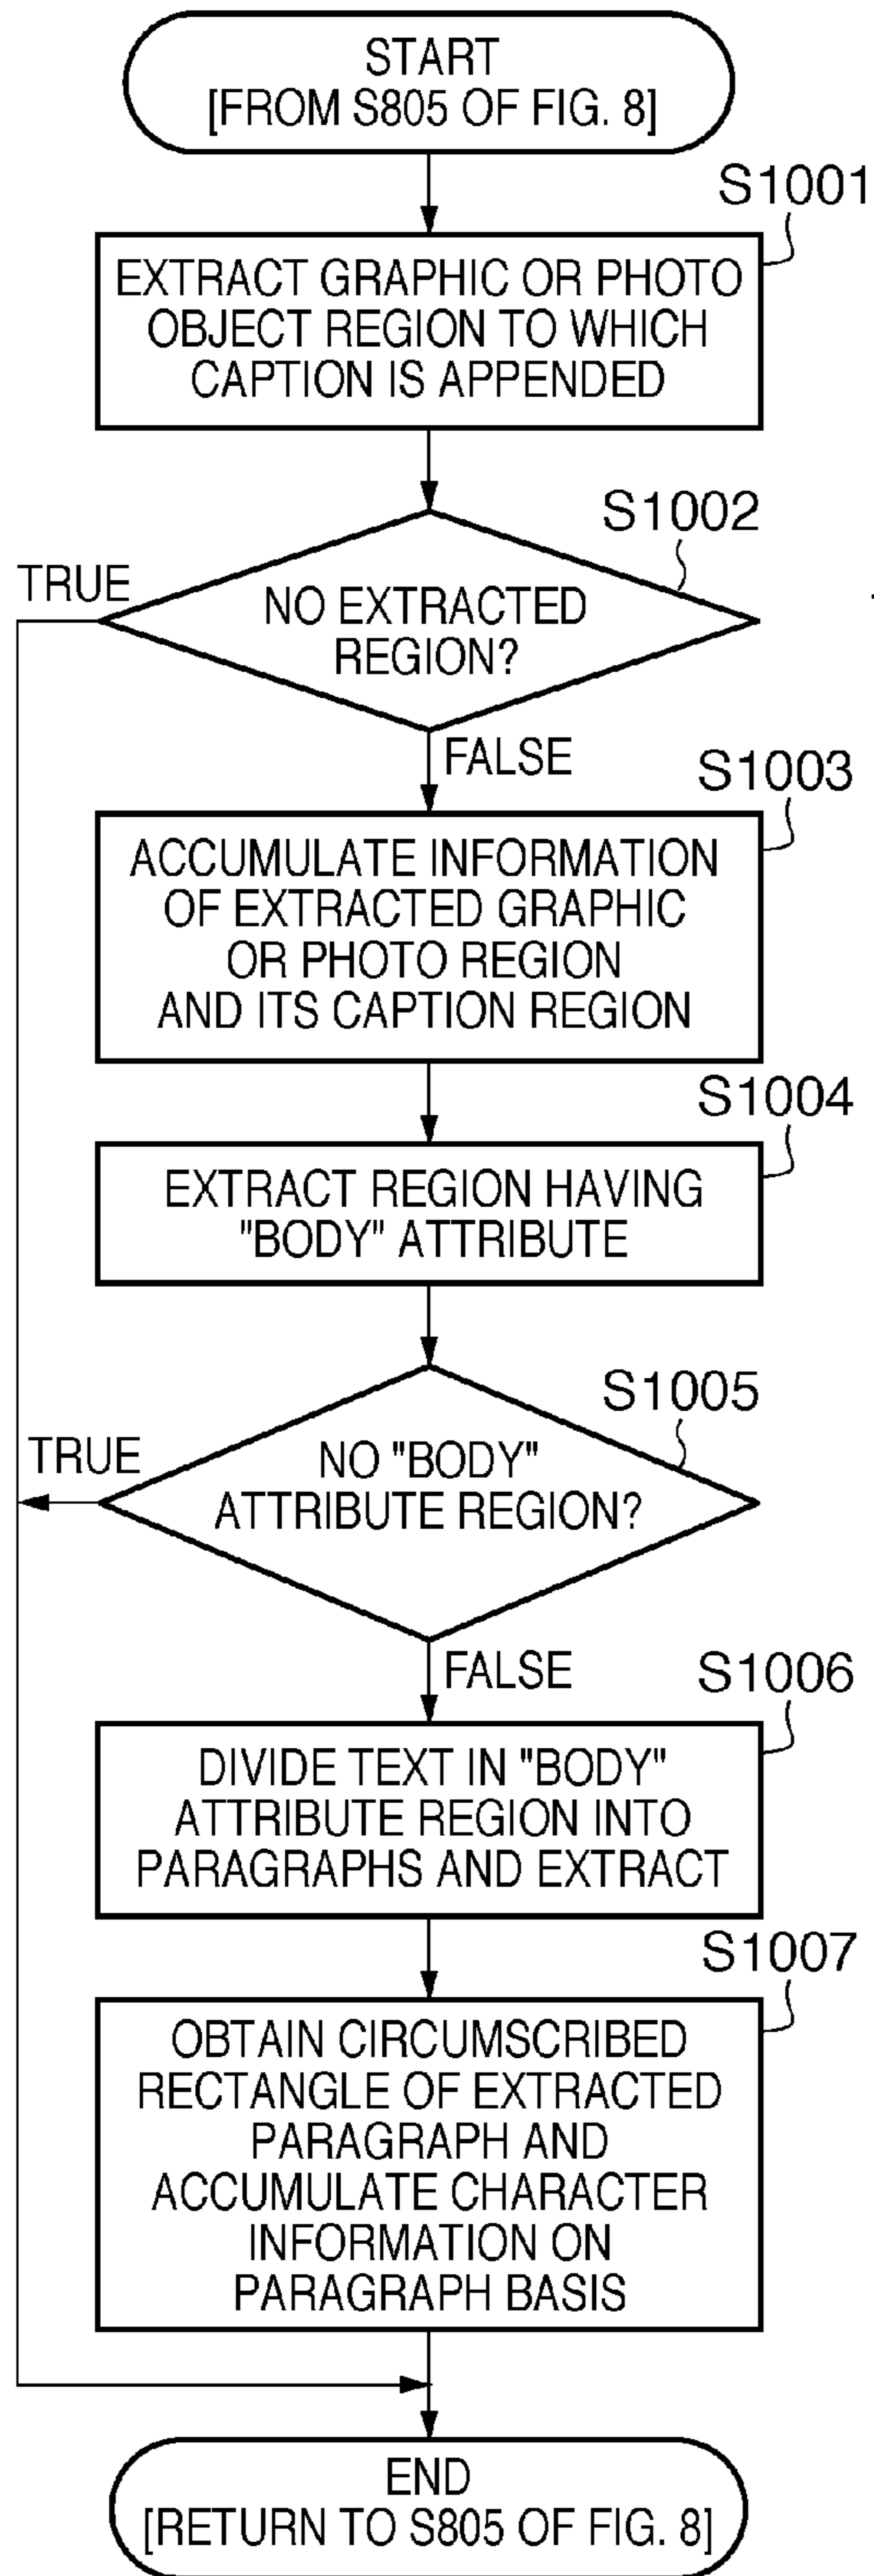 START
[FROM S805 OF FIG. 8]
S1001
EXTRACT GRAPHIC OR PHOTO
OBJECT REGION TO WHICH
CAPTION IS APPENDED
S1002
TRUE
NO EXTRACTED
REGION?
FALSE
S1003
ACCUMULATE INFORMATION
OF EXTRACTED GRAPHIC
OR PHOTO REGION
AND ITS CAPTION REGION
S1004
EXTRACT REGION HAVING
"BODY" ATTRIBUTE
S1005
TRUE
NO "BODY"
ATTRIBUTE REGION?
FALSE
S1006
DIVIDE TEXT IN "BODY"
ATTRIBUTE REGION INTO
PARAGRAPHS AND EXTRACT
S1007
OBTAIN CIRCUMSCRIBED
RECTANGLE OF EXTRACTED
PARAGRAPH AND
ACCUMULATE CHARACTER
INFORMATION ON
PARAGRAPH BASIS
END
[RETURN TO S805 OF FIG. 8]